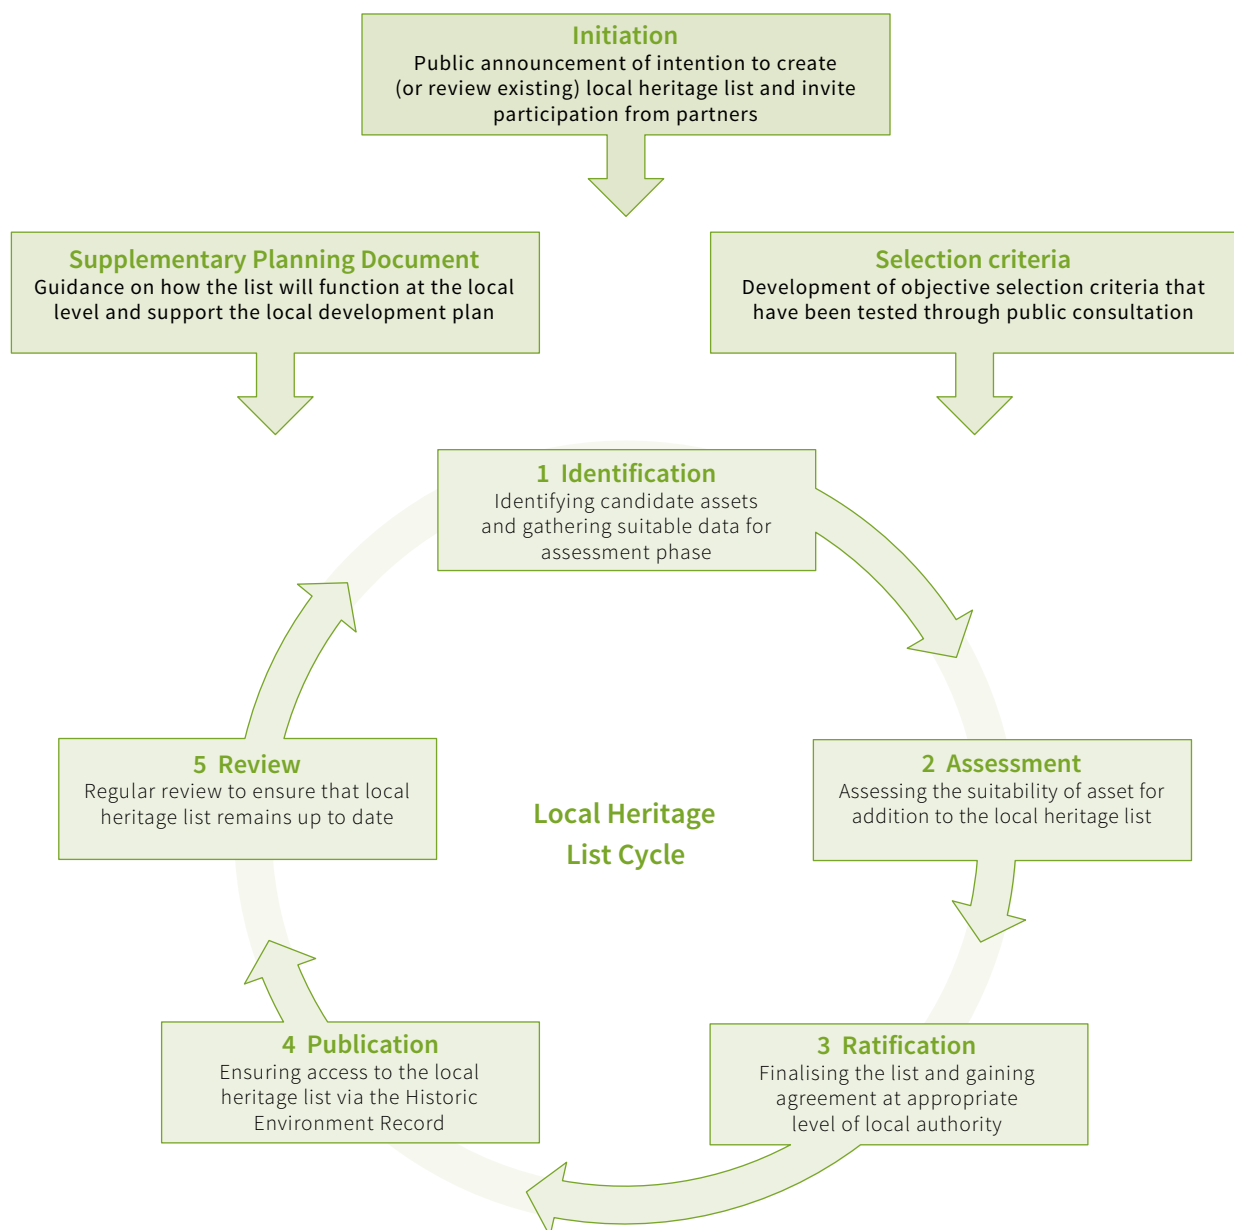 Initiation
Public announcement of intention to create
(or review existing) local heritage list and invite
participation from partners
Supplementary Planning Document
Guidance on how the list will function at the local
level and support the local development plan
Selection criteria
Development of objective selection criteria that
have been tested through public consultation
1 Identification
Identifying candidate assets
and gathering suitable data for
assessment phase
2 Assessment
Assessing the suitability of asset for
addition to the local heritage list
3 Ratification
Finalising the list and gaining
agreement at appropriate
level of local authority
4 Publication
Ensuring access to the local
heritage list via the Historic
Environment Record
5 Review
Regular review to ensure that local
heritage list remains up to date
Local Heritage
List Cycle